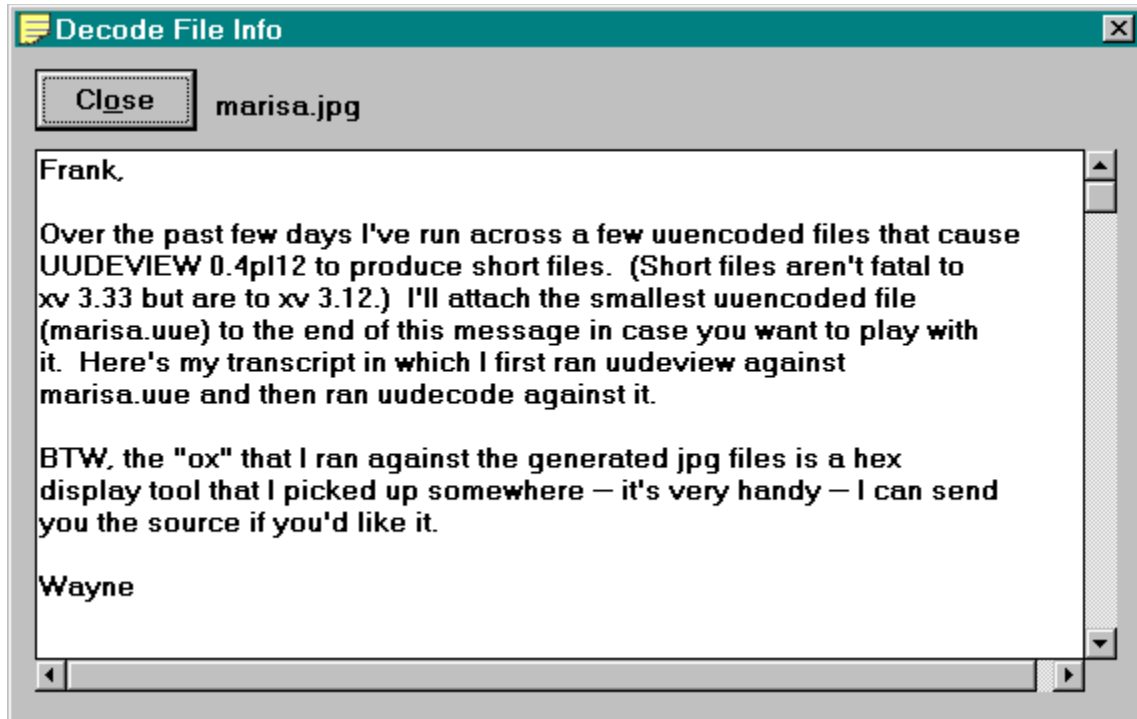 Decode File Info
Close
marisa.jpg
Frank,
Over the past few days I've run across a few uuencoded files that cause
UUDEVIEW 0.4pl12 to produce short files.  (Short files aren't fatal to
xv 3.33 but are to xv 3.12.)  I'll attach the smallest uuencoded file
(marisa.uue) to the end of this message in case you want to play with
it.  Here's my transcript in which I first ran uudeview against
marisa.uue and then ran uudecode against it.
BTW, the "ox" that I ran against the generated jpg files is a hex
display tool that I picked up somewhere – it's very handy – I can send
you the source if you'd like it.
Wayne